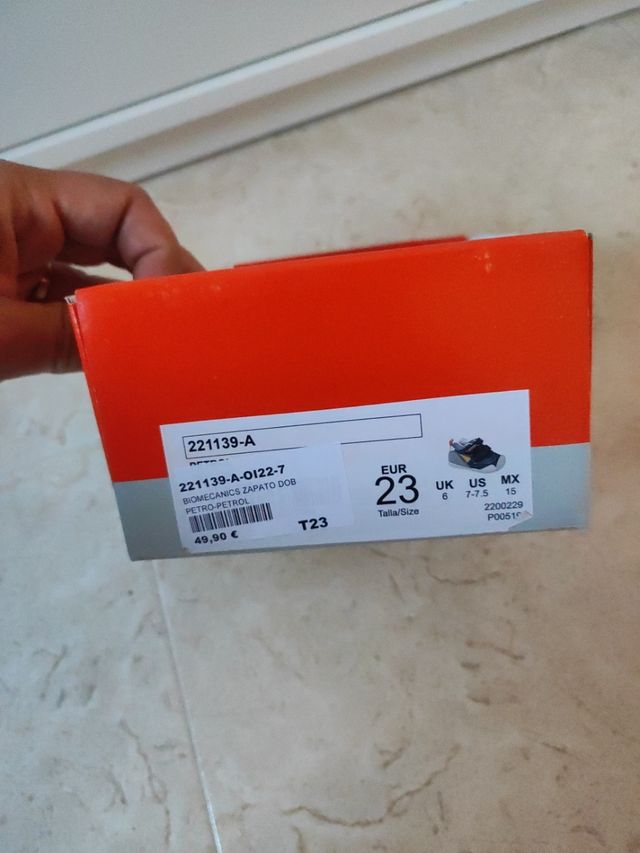 221139-A
221139-A-OI22-7
BIOMECANICS ZAPATO DOB
PETRO-PETROL
49,90 €
T23
EUR
23
Talla/Size
UK
6
US
7-7.5
MX
15
2200229